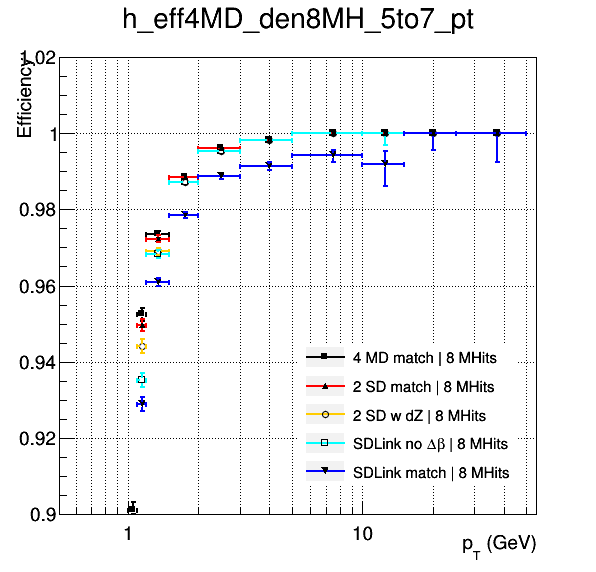 h_eff4MD_den8MH_5to7_pt
Efficiency
1.02
1
0.98
0.96
0.94
0.92
0.9
4 MD match | 8 MHits
2 SD match | 8 MHits
2 SD w dZ | 8 MHits
SDLink no Δβ | 8 MHits
SDLink match | 8 MHits
1
10
p_T (GeV)